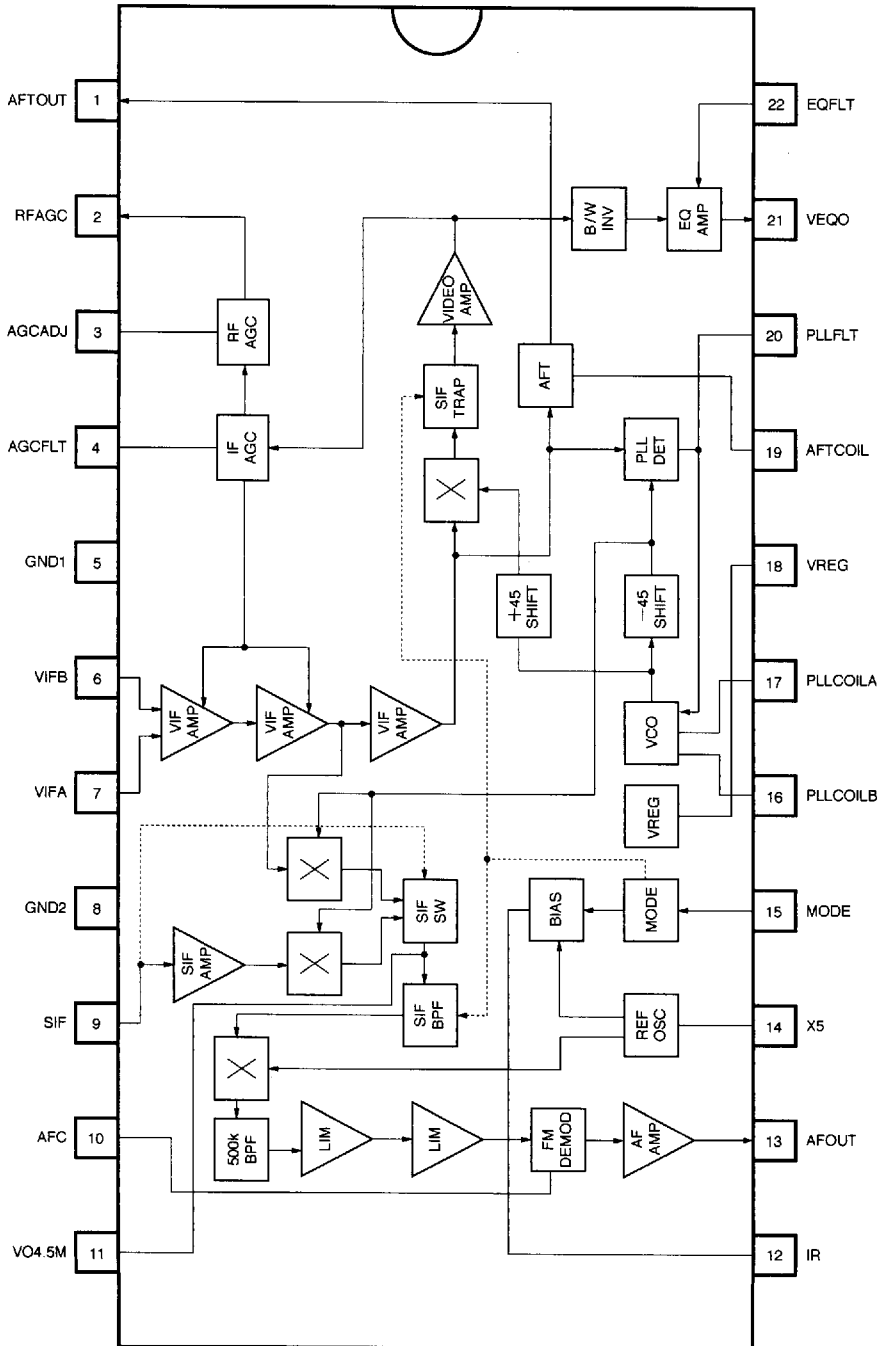 AFTOUT 1
22 EQFLT
RFAGC 2
B/W
INV
EQ
AMP
21 VEQO
VIDEO
AMP
AGCADJ 3
RF
AGC
20 PLLFLT
SIF
TRAP
AFT
AGCFLT 4
IF
AGC
PLL
DET
19 AFTCOIL
GND1 5
18 VREG
+45
SHIFT
−45
SHIFT
VIFB 6
17 PLLCOILA
VIF
AMP
VIF
AMP
VIF
AMP
VCO
VIFA 7
16 PLLCOILB
VREG
GND2 8
SIF
SW
BIAS
MODE
15 MODE
SIF
AMP
SIF 9
SIF
BPF
REF
OSC
14 X5
AFC 10
500k
BPF
LIM
LIM
FM
DEMOD
AF
AMP
13 AFOUT
VO4.5M 11
12 IR